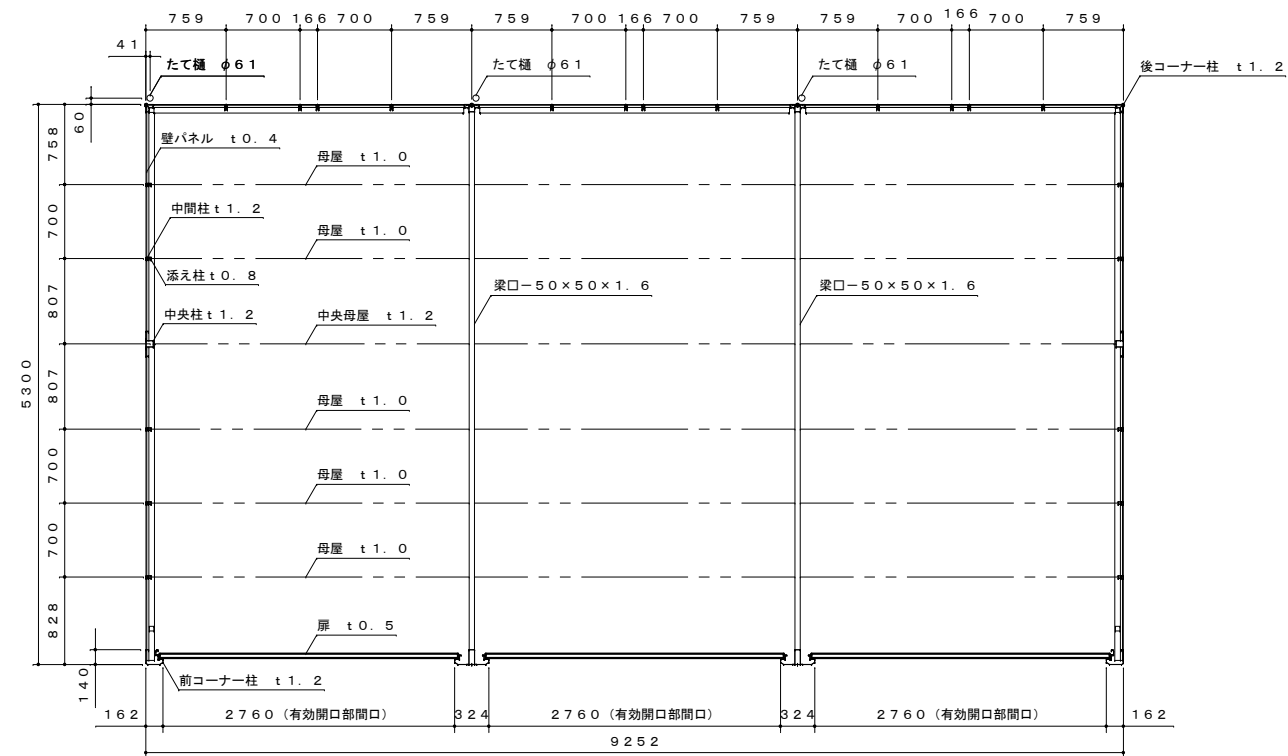 ７５９　７００　１６６　７００　７５９　７５９　７００　１６６　７００　７５９　７５９　７００　１６６　７００　７５９
４１
たて樋　φ６１
たて樋　φ６１
たて樋　φ６１
後コーナー柱　ｔ１．２
６０
７５８
壁パネル　ｔ０．４
母屋　ｔ１．０
７００
中間柱ｔ１．２
母屋　ｔ１．０
添え柱ｔ０．８
８０７
梁口－５０×５０×１．６
梁口－５０×５０×１．６
中央柱ｔ１．２
中央母屋　ｔ１．２
５３００
８０７
母屋　ｔ１．０
７００
母屋　ｔ１．０
７００
母屋　ｔ１．０
８２８
扉　ｔ０．５
１４０
前コーナー柱　ｔ１．２
１６２　２７６０（有効開口部間口）　３２４　２７６０（有効開口部間口）　３２４　２７６０（有効開口部間口）　１６２
９２５２